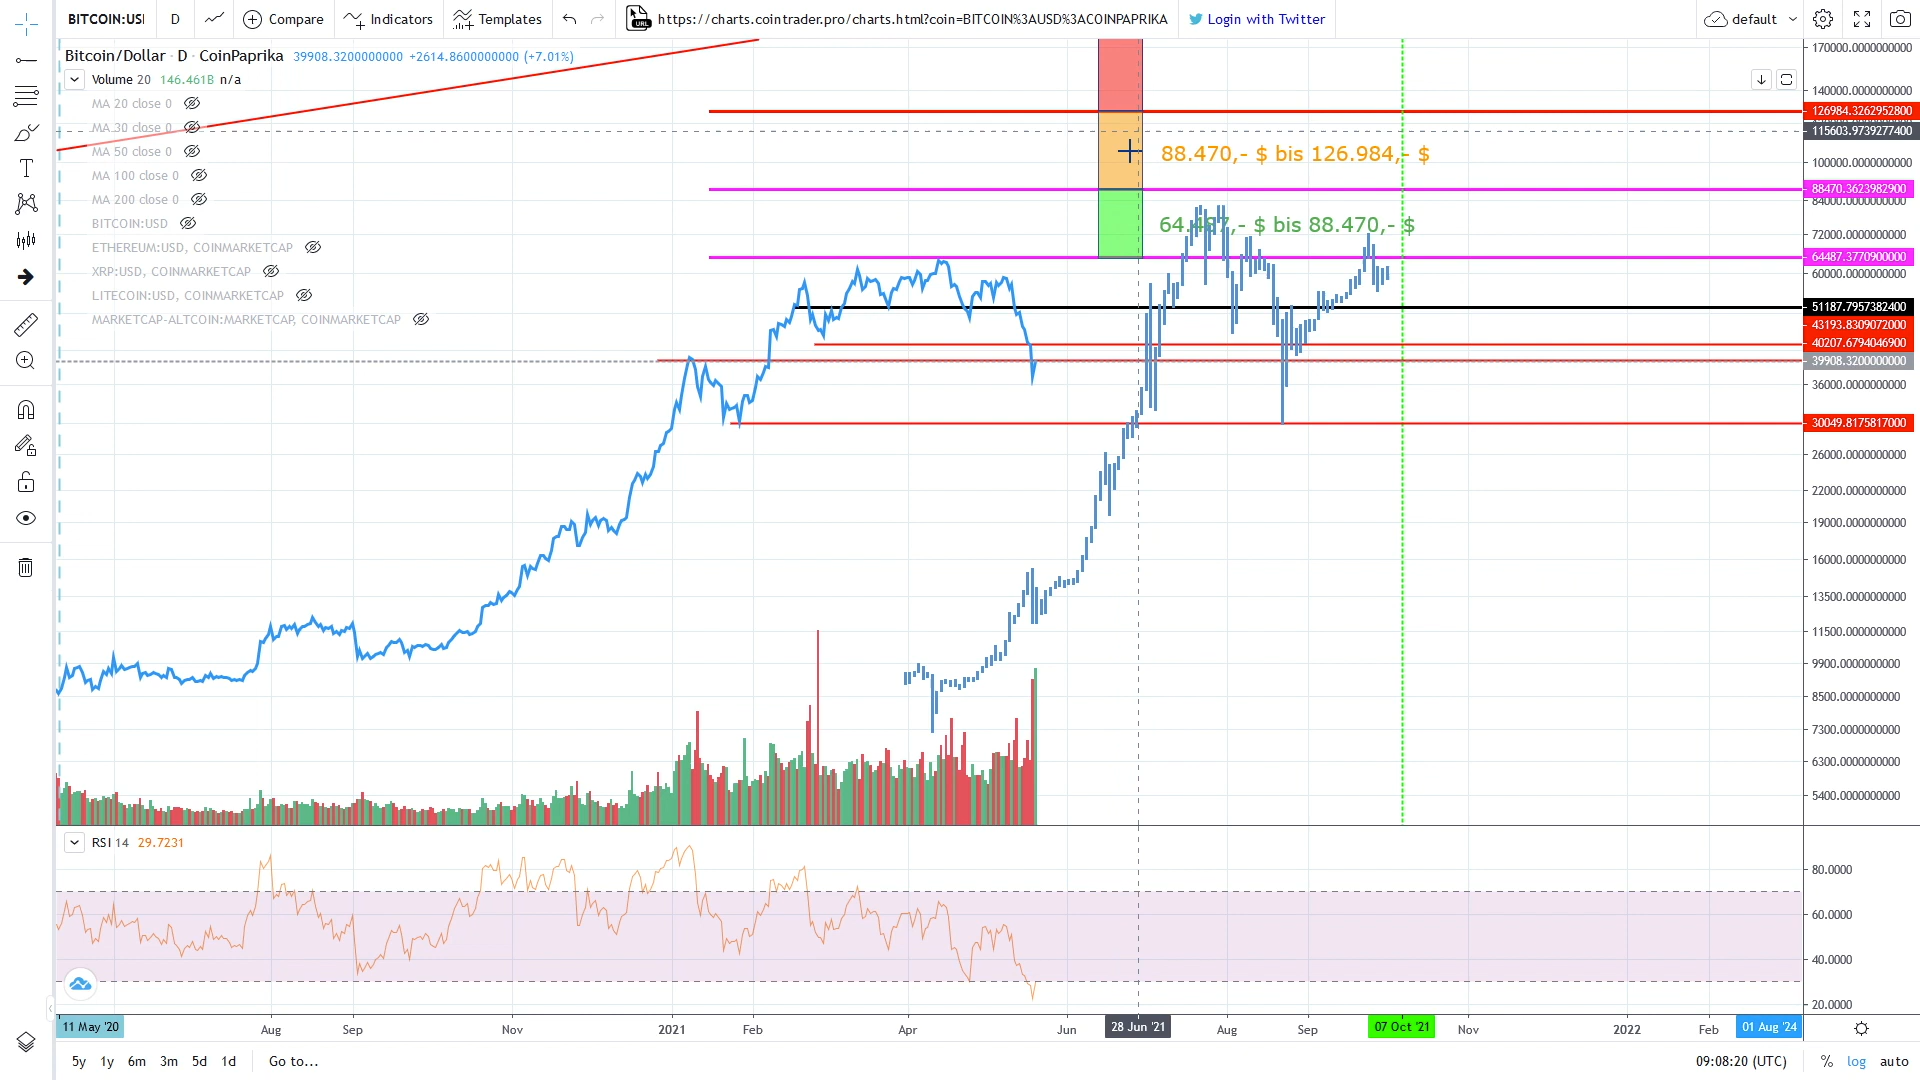 BITCOIN:USI D Compare Indicators Templates URL https://charts.cointrader.pro/charts.html?coin=BITCOIN%3AUSD%3ACOINPAPRIKA Login with Twitter default
Bitcoin/Dollar · D · CoinPaprika 39908.3200000000 +2614.8600000000 (+7.01%)
Volume 20 146.461B n/a
MA 20 close 0
MA 30 close 0
MA 50 close 0
MA 100 close 0
MA 200 close 0
BITCOIN:USD
ETHEREUM:USD, COINMARKETCAP
XRP:USD, COINMARKETCAP
LITECOIN:USD, COINMARKETCAP
MARKETCAP-ALTCOIN:MARKETCAP, COINMARKETCAP
88.470,- $ bis 126.984,- $
64.487,- $ bis 88.470,- $
170000.0000000000
140000.0000000000
126984.3262952800
115603.9739277400
100000.0000000000
88470.3623982900
84000.0000000000
72000.0000000000
64487.3770900000
60000.0000000000
51187.7957382400
43193.8309072000
40207.6794046900
39908.3200000000
36000.0000000000
30049.8175817000
26000.0000000000
22000.0000000000
19000.0000000000
16000.0000000000
13500.0000000000
11500.0000000000
9900.0000000000
8500.0000000000
7300.0000000000
6300.0000000000
5400.0000000000
RSI 14 29.7231
80.0000
60.0000
40.0000
20.0000
11 May '20 Aug Sep Nov 2021 Feb Apr Jun 28 Jun '21 Aug Sep 07 Oct '21 Nov 2022 Feb 01 Aug '24
5y 1y 6m 3m 5d 1d Go to... 09:08:20 (UTC) % log auto